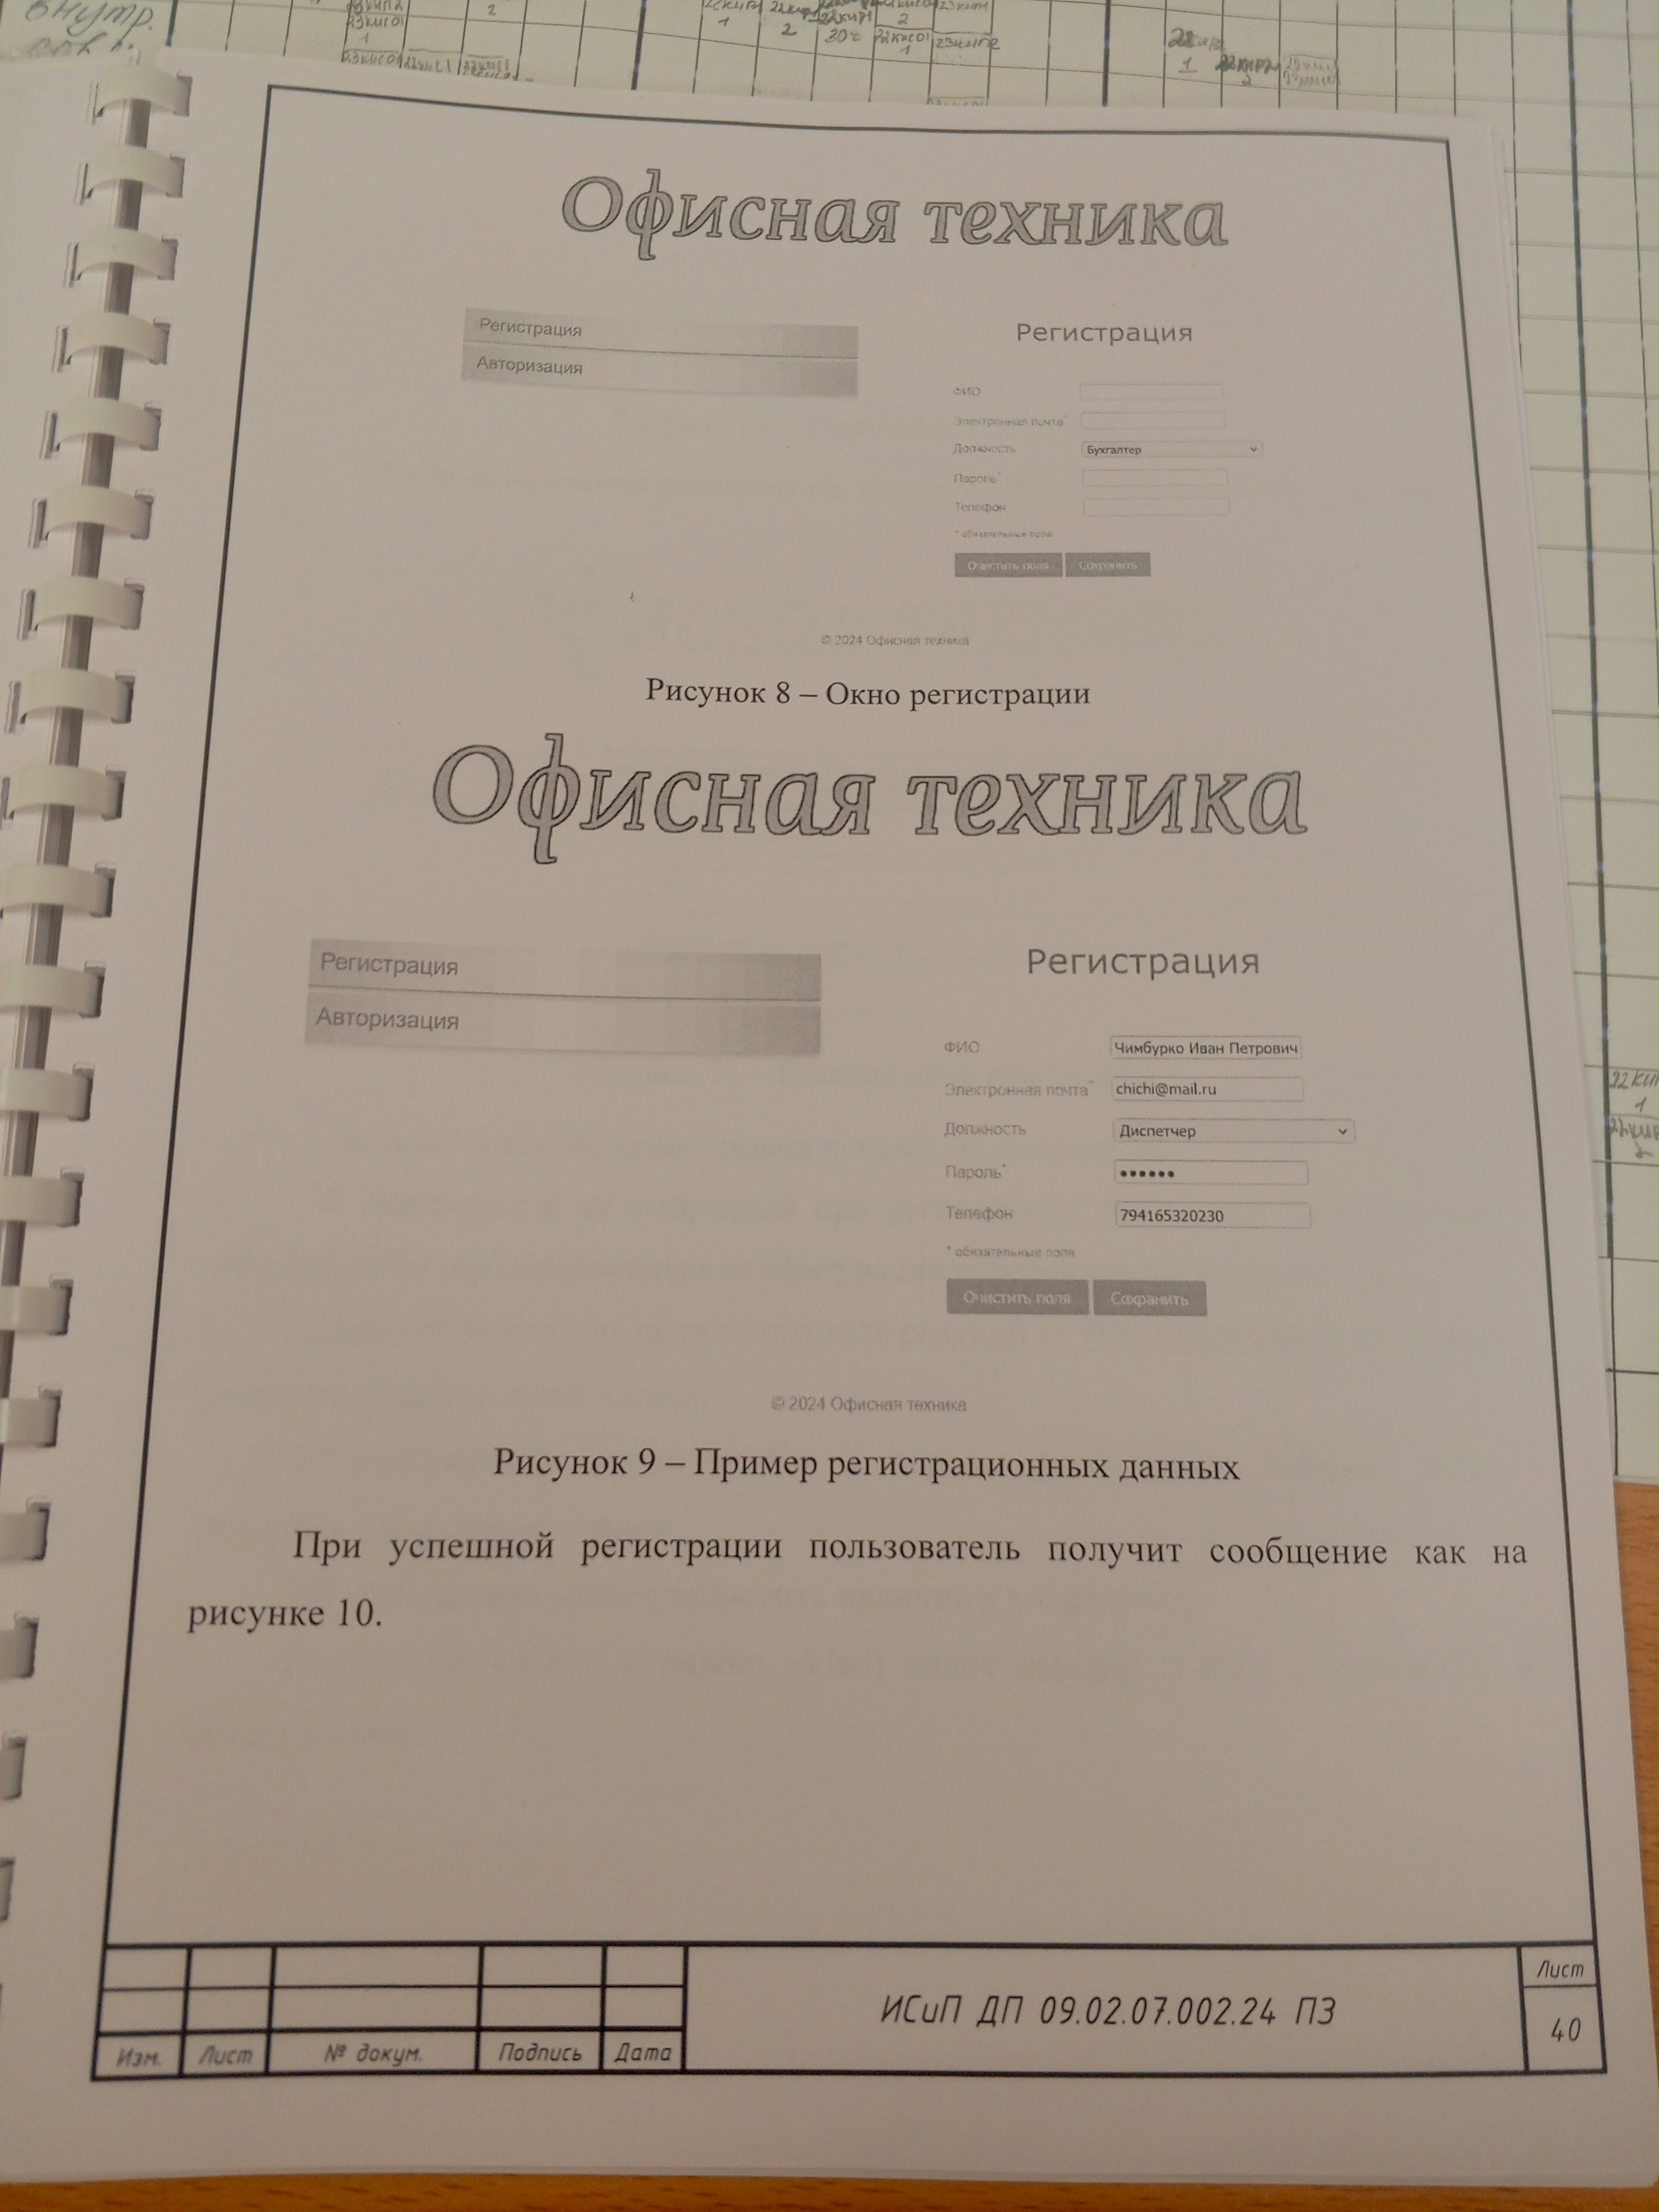 внутр.
Офисная техника
Регистрация
Авторизация
Регистрация
ФИО
Электронная почта*
Должность Бухгалтер
Пароль*
Телефон
* обязательные поля
Очистить поля Сохранить
© 2024 Офисная техника
Рисунок 8 – Окно регистрации
Офисная техника
Регистрация
Авторизация
Регистрация
ФИО Чимбурко Иван Петрович
Электронная почта* chichi@mail.ru
Должность Диспетчер
Пароль* ••••••
Телефон 794165320230
* обязательные поля
Очистить поля Сохранить
© 2024 Офисная техника
Рисунок 9 – Пример регистрационных данных
При успешной регистрации пользователь получит сообщение как на
рисунке 10.
Изм. Лист № докум. Подпись Дата
ИСиП ДП 09.02.07.002.24 ПЗ
Лист
40